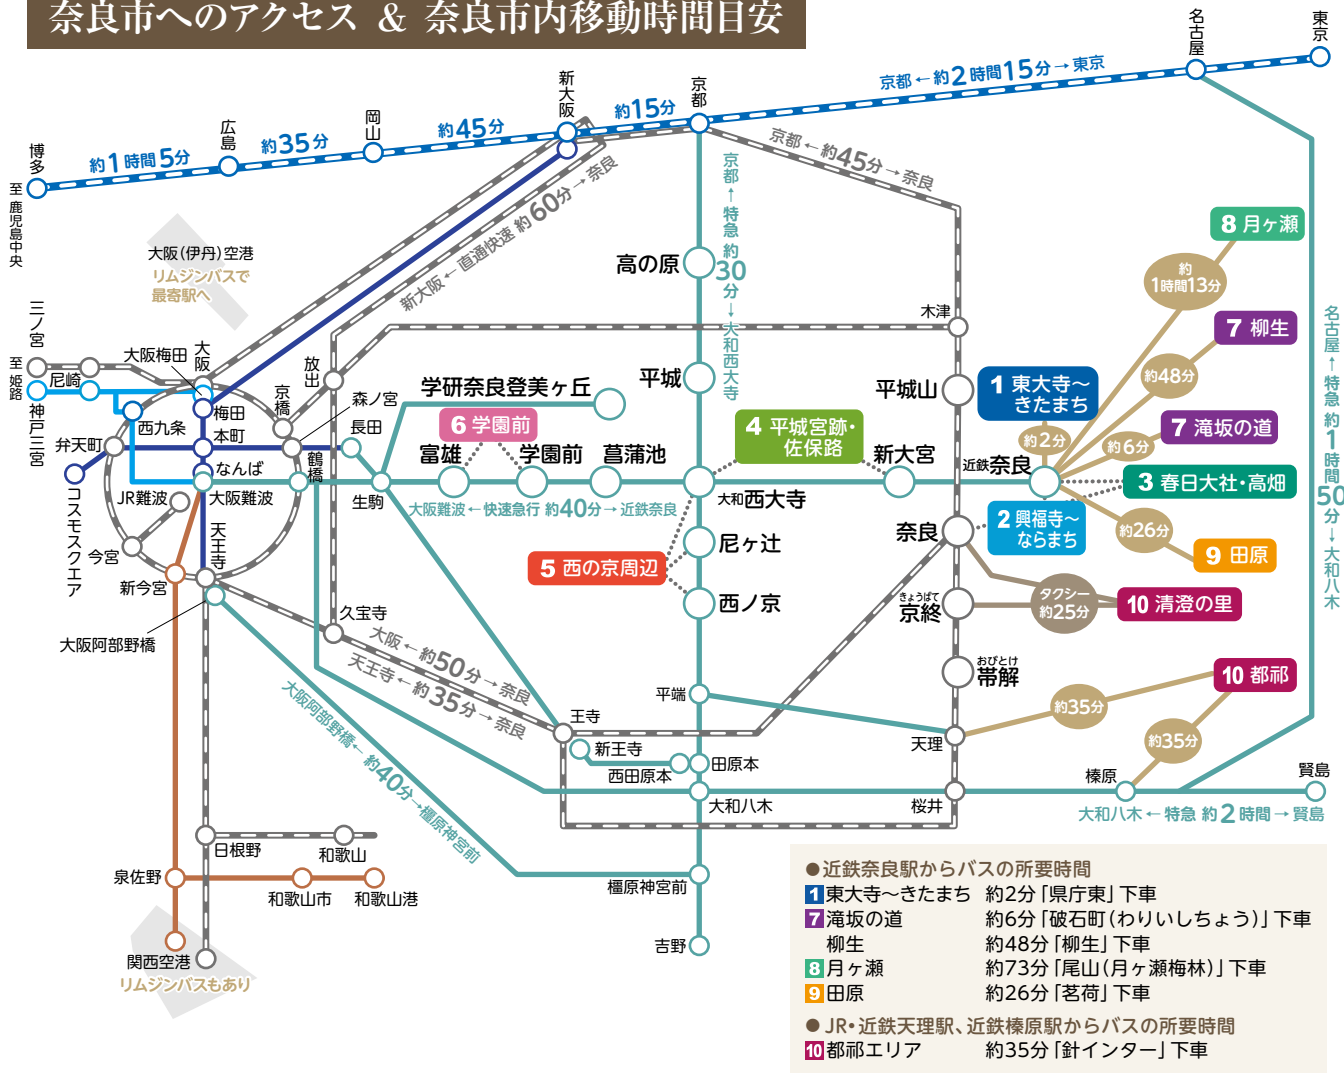 奈良市へのアクセス & 奈良市内移動時間目安
東京
名古屋
京都←約2時間15分→東京
京都
新大阪
約15分
約45分
岡山
約35分
広島
約1時間5分
博多
至 鹿児島中央
京都←約45分→奈良
新大阪←直通快速 約60分→奈良
京都←特急 約30分→大和西大寺
大阪(伊丹)空港
リムジンバスで
最寄駅へ
三ノ宮
至 姫路
尼崎
神戸三宮
大阪梅田
大阪
梅田
西九条
本町
弁天町
なんば
コスモスクエア
JR難波
大阪難波
今宮
新今宮
天王寺
大阪阿部野橋
京橋
放出
森ノ宮
鶴橋
長田
生駒
久宝寺
学研奈良登美ヶ丘
6 学園前
富雄
学園前
菖蒲池
大阪難波←快速急行 約40分→近鉄奈良
高の原
平城
4 平城宮跡・
佐保路
大和西大寺
新大宮
5 西の京周辺
尼ヶ辻
西ノ京
木津
平城山
1 東大寺〜
きたまち
近鉄奈良
奈良
2 興福寺〜
ならまち
きょうばて
京終
おびとけ
帯解
8 月ヶ瀬
約
1時間13分
7 柳生
約48分
7 滝坂の道
約2分
約6分
3 春日大社・高畑
約26分
9 田原
タクシー
約25分
10 清澄の里
10 都祁
約35分
約35分
名古屋←特急 約1時間50分→大和八木
大阪←約50分→奈良
天王寺←約35分→奈良
大阪阿部野橋←約40分→橿原神宮前
平端
天理
王寺
新王寺
西田原本
田原本
大和八木
桜井
榛原
賢島
大和八木←特急 約2時間→賢島
橿原神宮前
吉野
日根野
和歌山
泉佐野
和歌山市
和歌山港
関西空港
リムジンバスもあり
●近鉄奈良駅からバスの所要時間
1 東大寺〜きたまち 約2分「県庁東」下車
7 滝坂の道 約6分「破石町(わりいしちょう)」下車
柳生 約48分「柳生」下車
8 月ヶ瀬 約73分「尾山(月ヶ瀬梅林)」下車
9 田原 約26分「茗荷」下車
●JR・近鉄天理駅、近鉄榛原駅からバスの所要時間
10 都祁エリア 約35分「針インター」下車